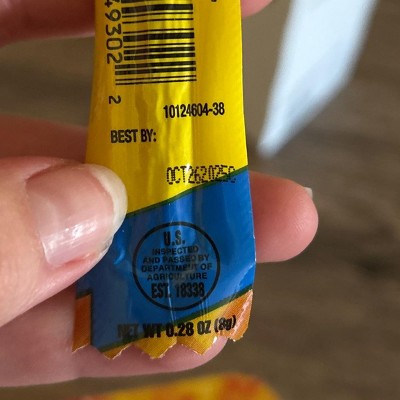 49302
2
10124604-38
BEST BY:
OCT262025C
U.S.
INSPECTED
AND PASSED BY
DEPARTMENT OF
AGRICULTURE
EST. 18338
NET WT 0.28 OZ (8g)